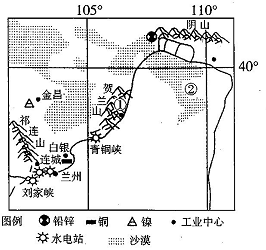 105° 110°
阴山
40°
金昌
贺兰山
①
②
祁连山
白银
青铜峡
连城
兰州
刘家峡
图例 铅锌 铜 镍 工业中心
水电站 沙漠